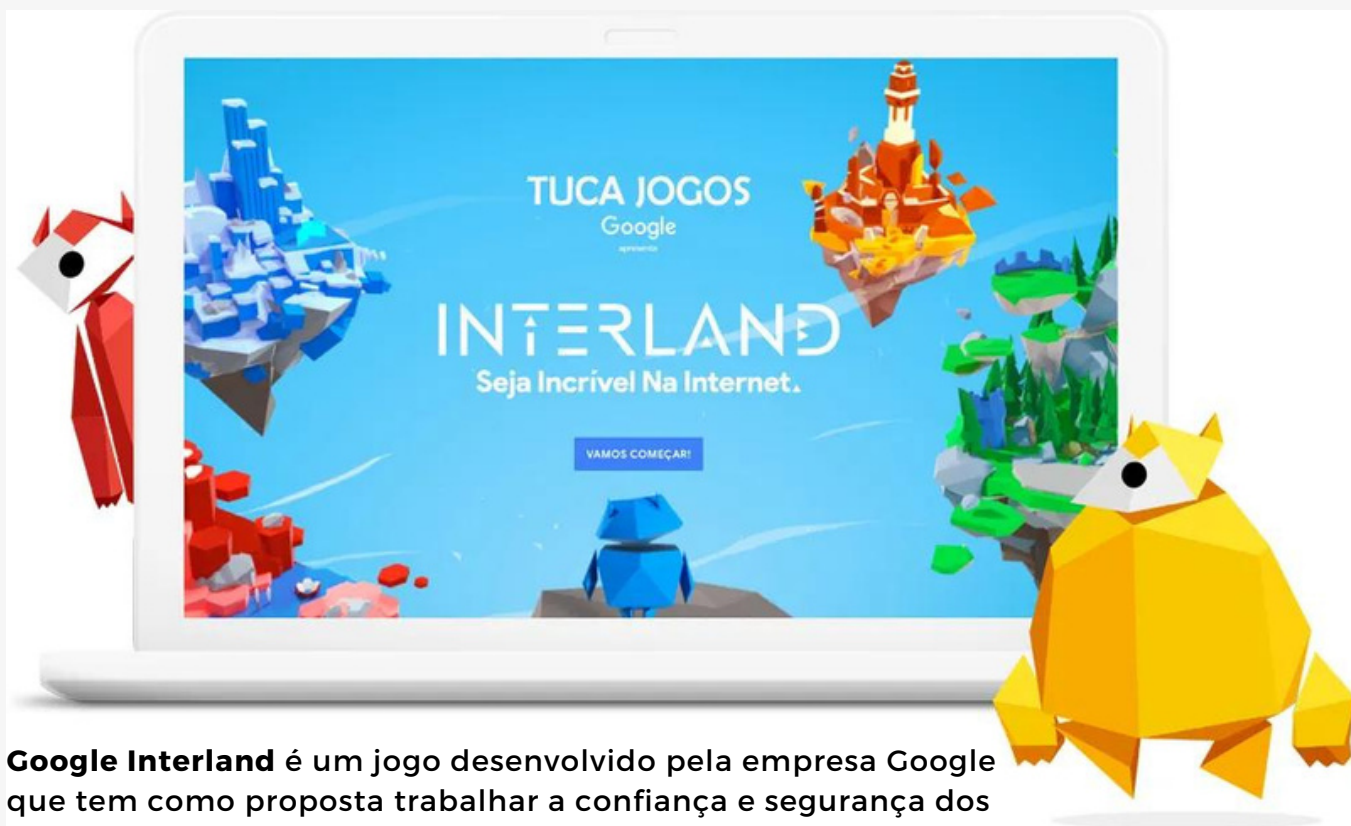 TUCA JOGOS
Google
apresenta
INTERLAND
Seja Incrível Na Internet.
VAMOS COMEÇAR!
Google Interland é um jogo desenvolvido pela empresa Google
que tem como proposta trabalhar a confiança e segurança dos